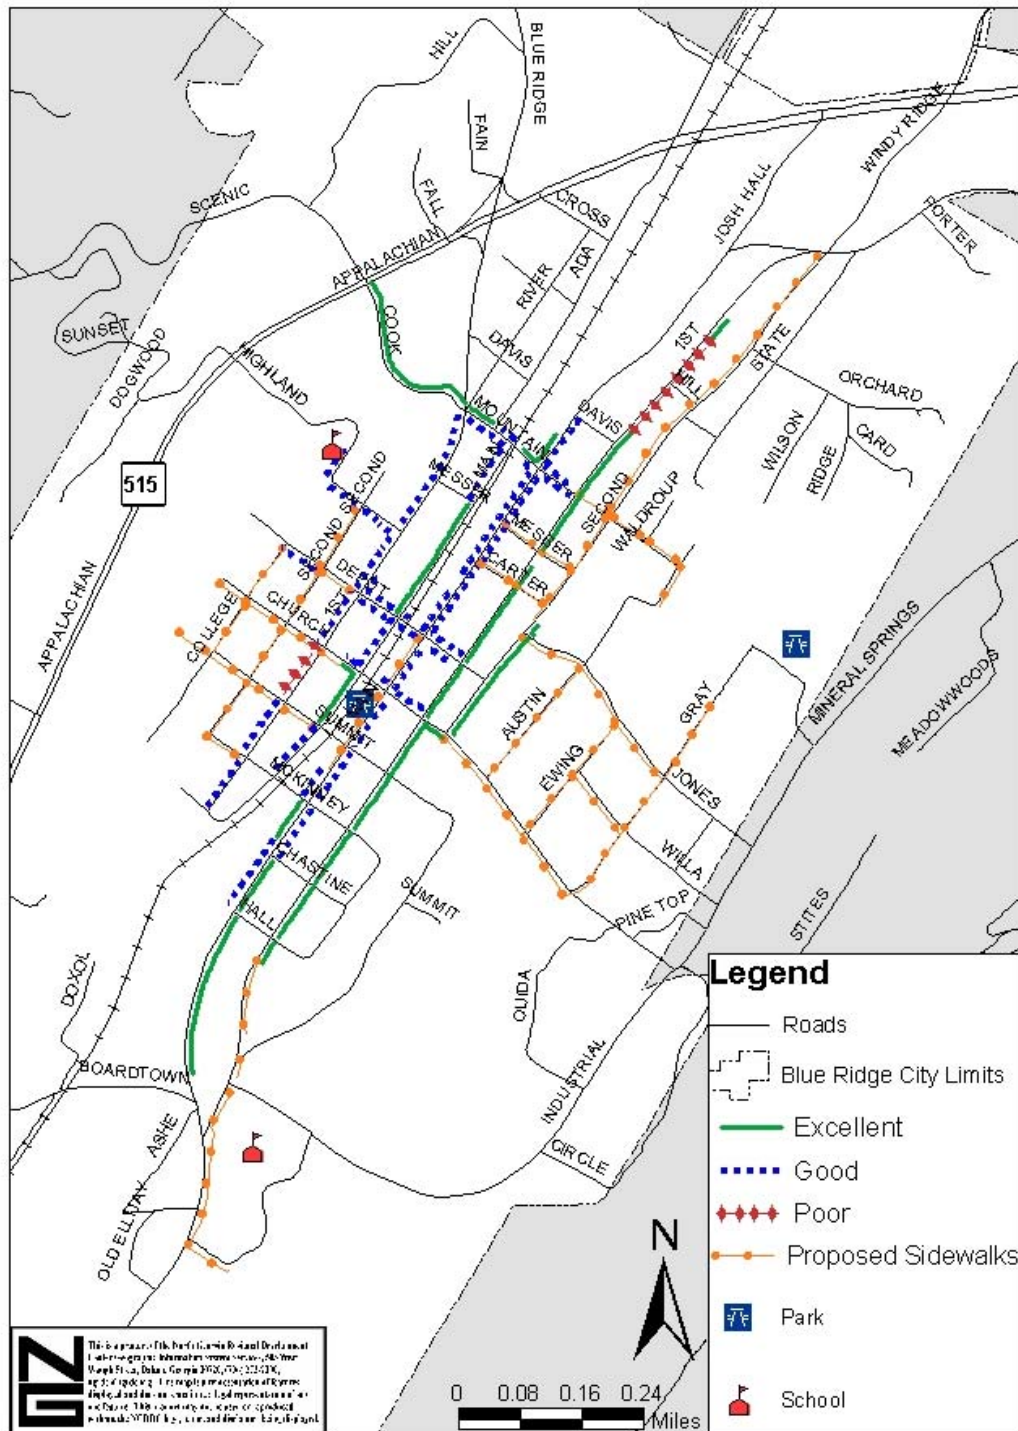 HILL
BLUE RIDGE
FAIN
FALL
SCENIC
CROSS
APPALACHIAN
ADA
RIVER
JOSH HALL
WINDY RIDGE
PORTER
SUNSET
DOGWOOD
COOK
HIGHLAND
DAVIS
1ST
STATE
HILL
ORCHARD
CARD
RIDGE
WILSON
MOUNTAIN
DAVIS
MAIN
MESSER
SECOND
SECOND
515
SECOND
WALDROUP
MESSER
CARTER
DEWITT
CHURCH
1ST
COLLEGE
APPALACHIAN
SUMMIT
MCKINNEY
AUSTIN
EWING
GRAY
JONES
WILLA
MINERAL SPRINGS
MEADOWWOODS
CHASTINE
HALL
SUMMIT
PINE TOP
STITES
OUIDA
DOXOL
BOARDTOWN
ASHE
INDUSTRIAL
CIRCLE
OLD ELLIJAY
Legend
Roads
Blue Ridge City Limits
Excellent
Good
Poor
Proposed Sidewalks
Park
School
N
0 0.08 0.16 0.24
Miles
NG